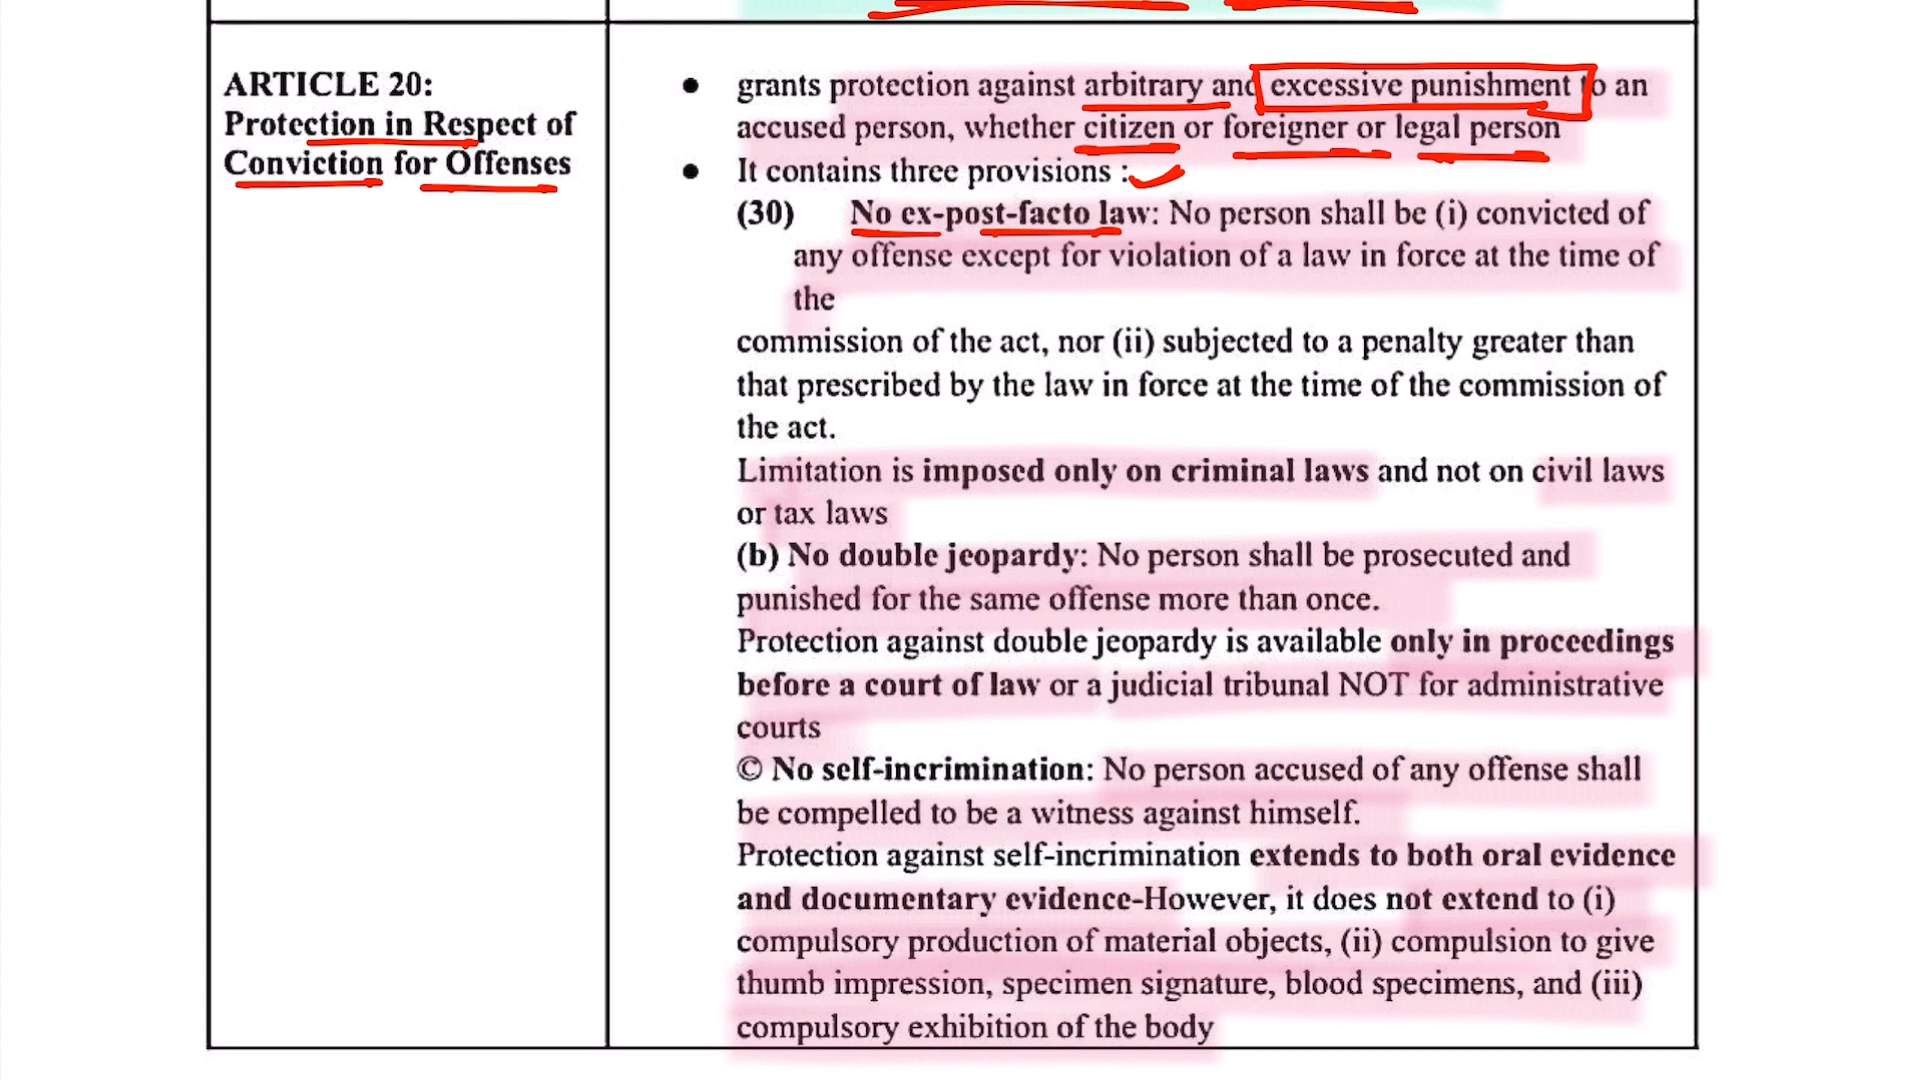 ARTICLE 20:
Protection in Respect of
Conviction for Offenses
• grants protection against arbitrary and excessive punishment to an
accused person, whether citizen or foreigner or legal person
• It contains three provisions :
(30) No ex-post-facto law: No person shall be (i) convicted of
any offense except for violation of a law in force at the time of
the
commission of the act, nor (ii) subjected to a penalty greater than
that prescribed by the law in force at the time of the commission of
the act.
Limitation is imposed only on criminal laws and not on civil laws
or tax laws
(b) No double jeopardy: No person shall be prosecuted and
punished for the same offense more than once.
Protection against double jeopardy is available only in proceedings
before a court of law or a judicial tribunal NOT for administrative
courts
© No self-incrimination: No person accused of any offense shall
be compelled to be a witness against himself.
Protection against self-incrimination extends to both oral evidence
and documentary evidence-However, it does not extend to (i)
compulsory production of material objects, (ii) compulsion to give
thumb impression, specimen signature, blood specimens, and (iii)
compulsory exhibition of the body